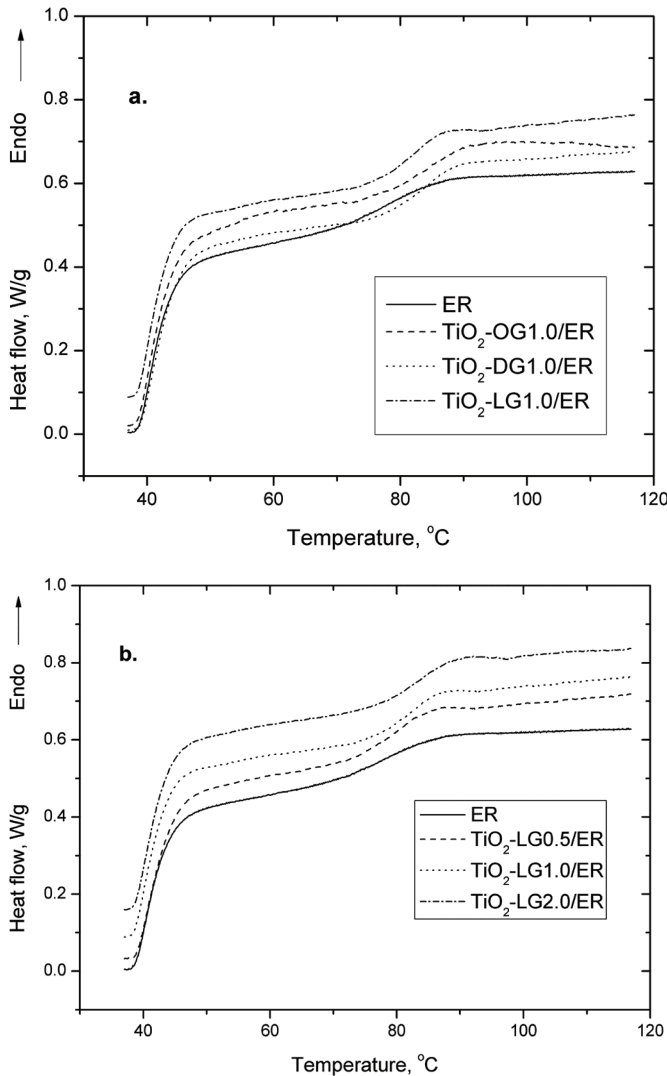 1.0
0.8
0.6
0.4
0.2
0.0
Heat flow, W/g
Endo
a.
ER
TiO₂-OG1.0/ER
TiO₂-DG1.0/ER
TiO₂-LG1.0/ER
40 60 80 100 120
Temperature, °C
1.0
0.8
0.6
0.4
0.2
0.0
Heat flow, W/g
Endo
b.
ER
TiO₂-LG0.5/ER
TiO₂-LG1.0/ER
TiO₂-LG2.0/ER
40 60 80 100 120
Temperature, °C